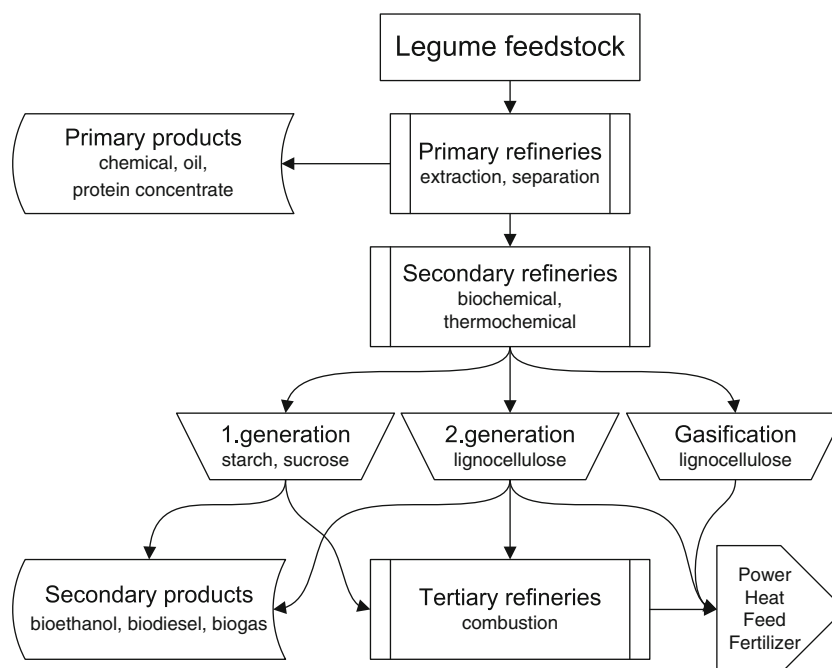 Legume feedstock
Primary products
chemical, oil,
protein concentrate
Primary refineries
extraction, separation
Secondary refineries
biochemical,
thermochemical
1.generation
starch, sucrose
2.generation
lignocellulose
Gasification
lignocellulose
Secondary products
bioethanol, biodiesel, biogas
Tertiary refineries
combustion
Power
Heat
Feed
Fertilizer